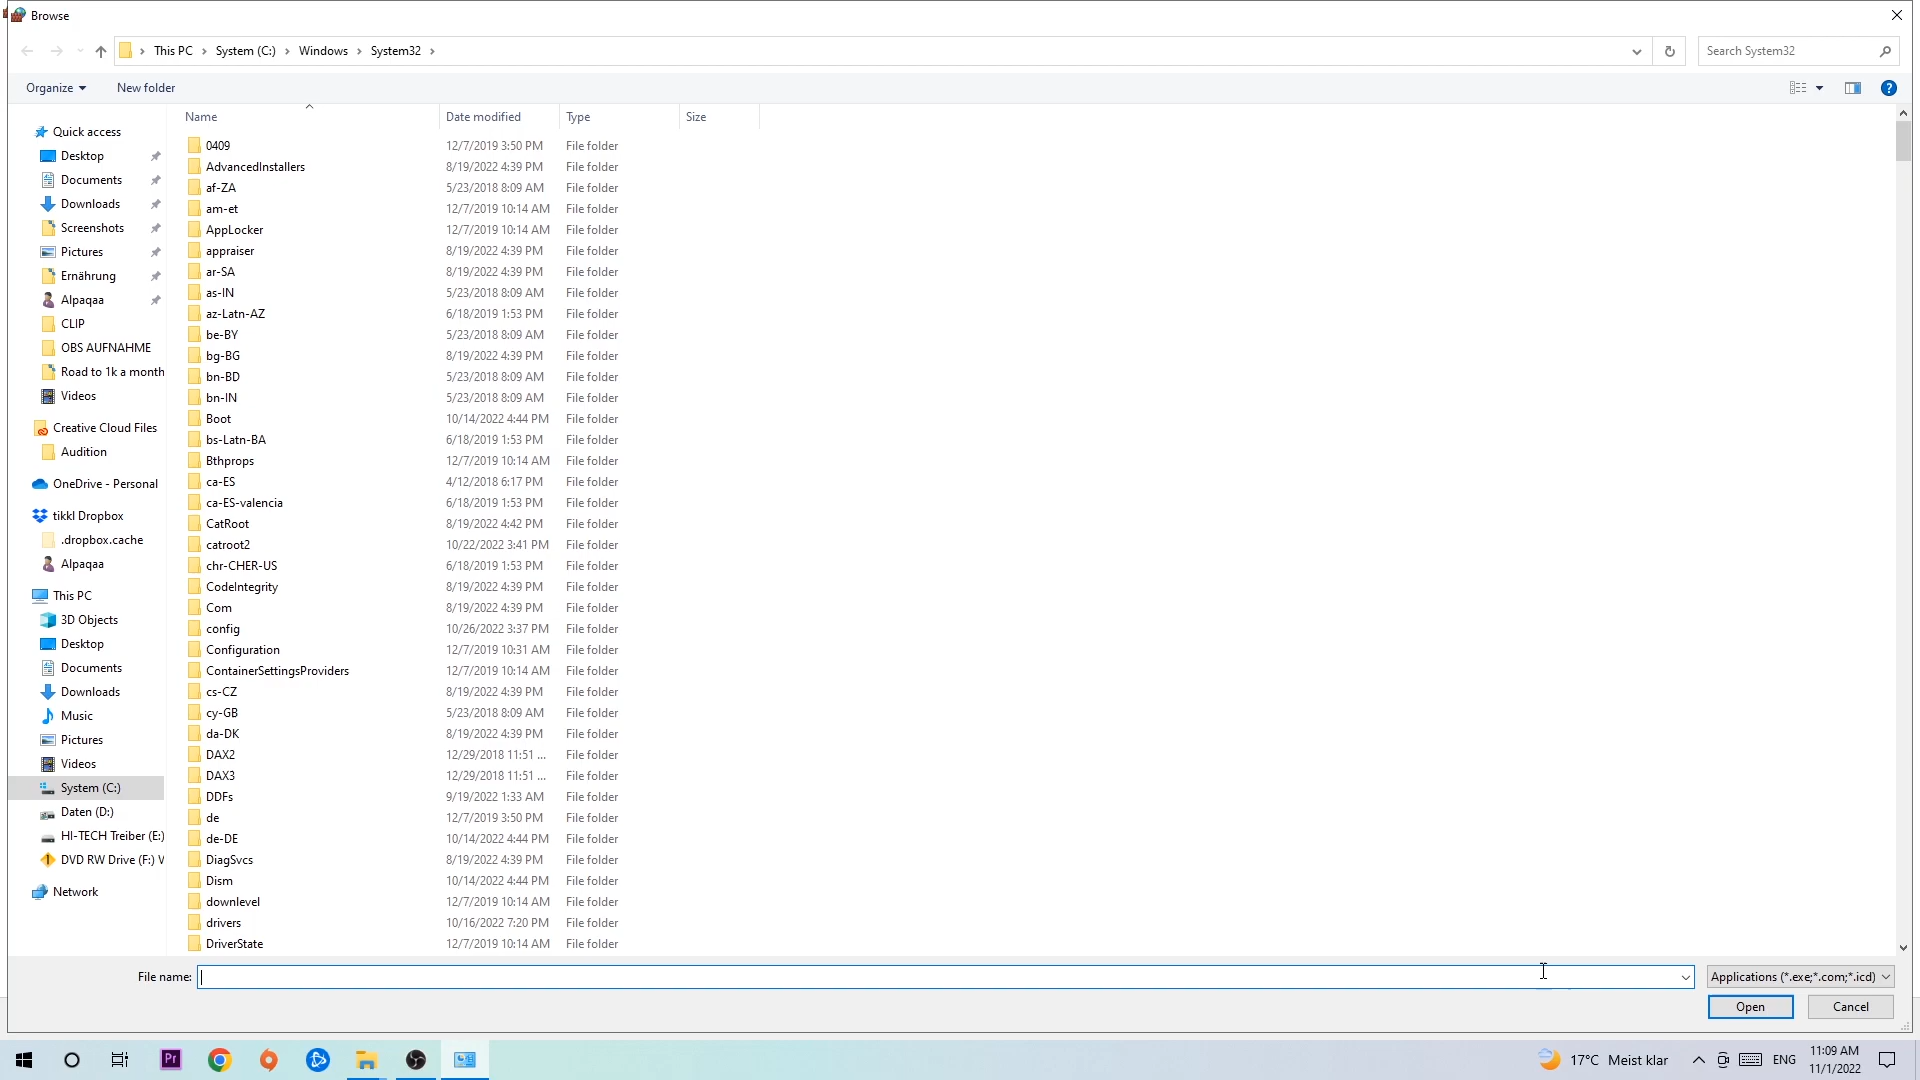 Browse
This PC
System (C:)
Windows
System32
Search System32
Organize
New folder
Name
Date modified
Type
Size
Quick access
Desktop
Documents
Downloads
Screenshots
Pictures
Ernährung
Alpaqaa
CLIP
OBS AUFNAHME
Road to 1k a month
Videos
Creative Cloud Files
Audition
OneDrive - Personal
tikkl Dropbox
.dropbox.cache
Alpaqaa
This PC
3D Objects
Desktop
Documents
Downloads
Music
Pictures
Videos
System (C:)
Daten (D:)
HI-TECH Treiber (E:)
DVD RW Drive (F:) V
Network
0409 12/7/2019 3:50 PM File folder
AdvancedInstallers 8/19/2022 4:39 PM File folder
af-ZA 5/23/2018 8:09 AM File folder
am-et 12/7/2019 10:14 AM File folder
AppLocker 12/7/2019 10:14 AM File folder
appraiser 8/19/2022 4:39 PM File folder
ar-SA 8/19/2022 4:39 PM File folder
as-IN 5/23/2018 8:09 AM File folder
az-Latn-AZ 6/18/2019 1:53 PM File folder
be-BY 5/23/2018 8:09 AM File folder
bg-BG 8/19/2022 4:39 PM File folder
bn-BD 5/23/2018 8:09 AM File folder
bn-IN 5/23/2018 8:09 AM File folder
Boot 10/14/2022 4:44 PM File folder
bs-Latn-BA 6/18/2019 1:53 PM File folder
Bthprops 12/7/2019 10:14 AM File folder
ca-ES 4/12/2018 6:17 PM File folder
ca-ES-valencia 6/18/2019 1:53 PM File folder
CatRoot 8/19/2022 4:42 PM File folder
catroot2 10/22/2022 3:41 PM File folder
chr-CHER-US 6/18/2019 1:53 PM File folder
CodeIntegrity 8/19/2022 4:39 PM File folder
Com 8/19/2022 4:39 PM File folder
config 10/26/2022 3:37 PM File folder
Configuration 12/7/2019 10:31 AM File folder
ContainerSettingsProviders 12/7/2019 10:14 AM File folder
cs-CZ 8/19/2022 4:39 PM File folder
cy-GB 5/23/2018 8:09 AM File folder
da-DK 8/19/2022 4:39 PM File folder
DAX2 12/29/2018 11:51 ... File folder
DAX3 12/29/2018 11:51 ... File folder
DDFs 9/19/2022 1:33 AM File folder
de 12/7/2019 3:50 PM File folder
de-DE 10/14/2022 4:44 PM File folder
DiagSvcs 8/19/2022 4:39 PM File folder
Dism 10/14/2022 4:44 PM File folder
downlevel 12/7/2019 10:14 AM File folder
drivers 10/16/2022 7:20 PM File folder
DriverState 12/7/2019 10:14 AM File folder
File name:
Applications (*.exe;*.com;*.icd)
Open
Cancel
Pr
17°C Meist klar
ENG
11:09 AM
11/1/2022